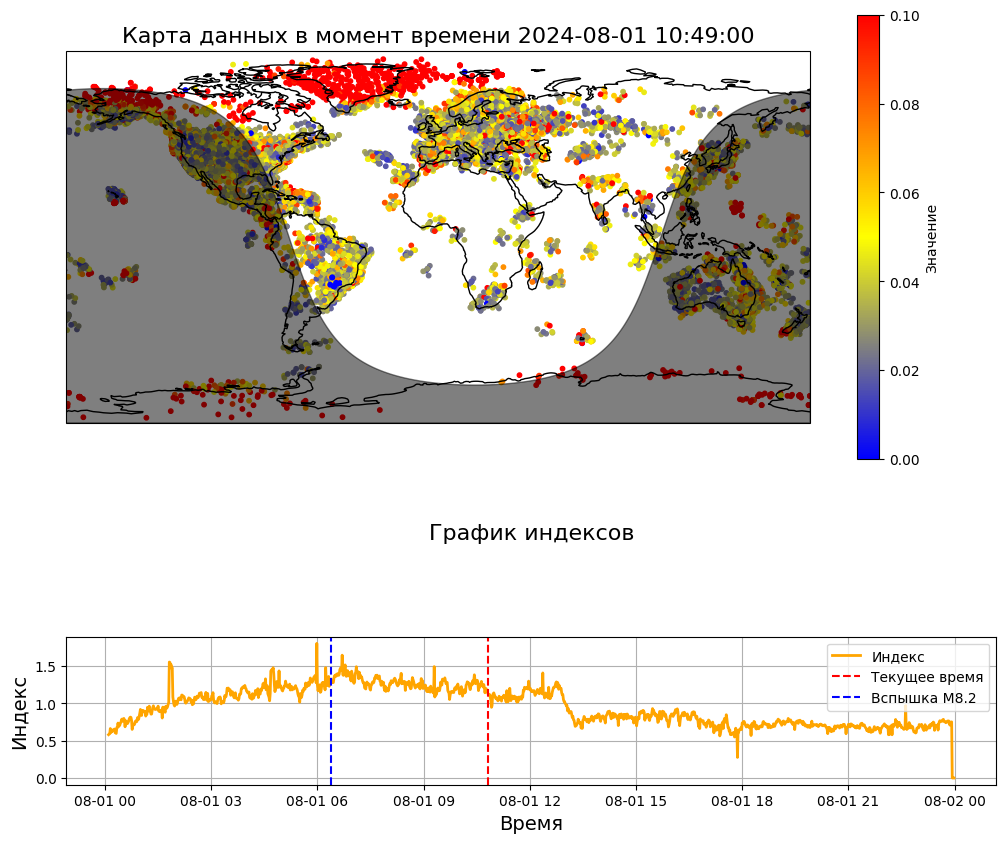 Карта данных в момент времени 2024-08-01 10:49:00
0.10
0.08
0.06
0.04
0.02
0.00
Значение
График индексов
Индекс
1.5
1.0
0.5
0.0
Индекс
Текущее время
Вспышка M8.2
08-01 00
08-01 03
08-01 06
08-01 09
08-01 12
08-01 15
08-01 18
08-01 21
08-02 00
Время